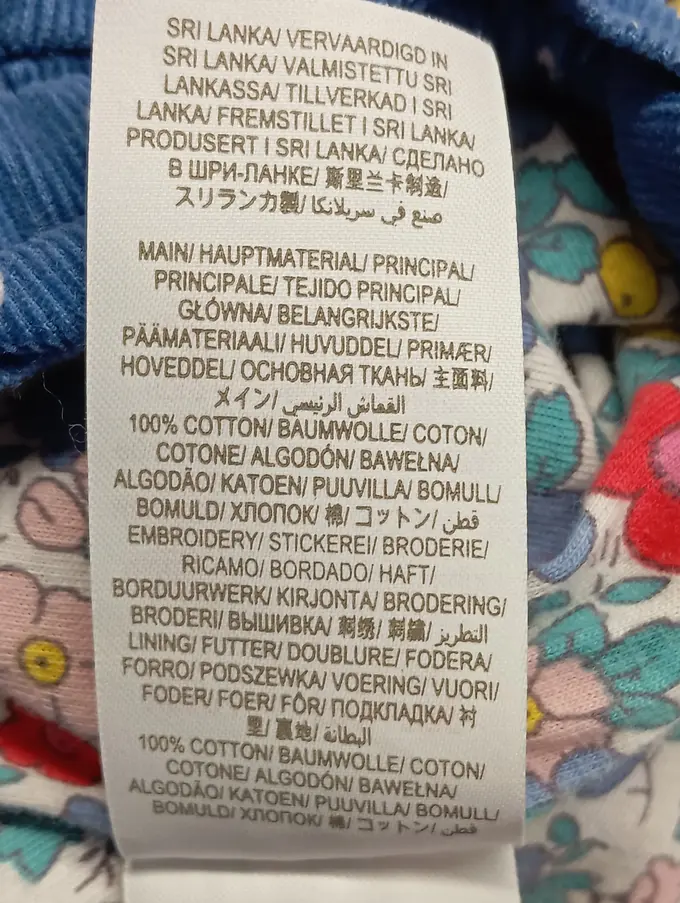 SRI LANKA/ VERVAARDIGD IN
SRI LANKA/ VALMISTETTU SRI
LANKASSA/ TILLVERKAD I SRI
LANKA/ FREMSTILLET I SRI LANKA/
PRODUSERT I SRI LANKA/ СДЕЛАНО
В ШРИ-ЛАНКЕ/ 斯里兰卡制造/
スリランカ製/ صنع في سريلانكا
MAIN/ HAUPTMATERIAL/ PRINCIPAL/
PRINCIPALE/ TEJIDO PRINCIPAL/
GŁÓWNA/ BELANGRIJKSTE/
PÄÄMATERIAALI/ HUVUDDEL/ PRIMÆR/
HOVEDDEL/ ОСНОВНАЯ ТКАНЬ/ 主面料/
メイン/ القماش الرئيسي
100% COTTON/ BAUMWOLLE/ COTON/
COTONE/ ALGODÓN/ BAWEŁNA/
ALGODÃO/ KATOEN/ PUUVILLA/ BOMULL/
BOMULD/ ХЛОПОК/ 棉/ コットン/ قطن
EMBROIDERY/ STICKEREI/ BRODERIE/
RICAMO/ BORDADO/ HAFT/
BORDUURWERK/ KIRJONTA/ BRODERING/
BRODERI/ ВЫШИВКА/ 刺绣/ 刺繍/ التطريز
LINING/ FUTTER/ DOUBLURE/ FODERA/
FORRO/ PODSZEWKA/ VOERING/ VUORI/
FODER/ FOER/ FÔR/ ПОДКЛАДКА/ 衬
里/ 裏地/ البطانة
100% COTTON/ BAUMWOLLE/ COTON/
COTONE/ ALGODÓN/ BAWEŁNA/
ALGODÃO/ KATOEN/ PUUVILLA/ BOMULL/
BOMULD/ ХЛОПОК/ 棉/ コットン/ قطن